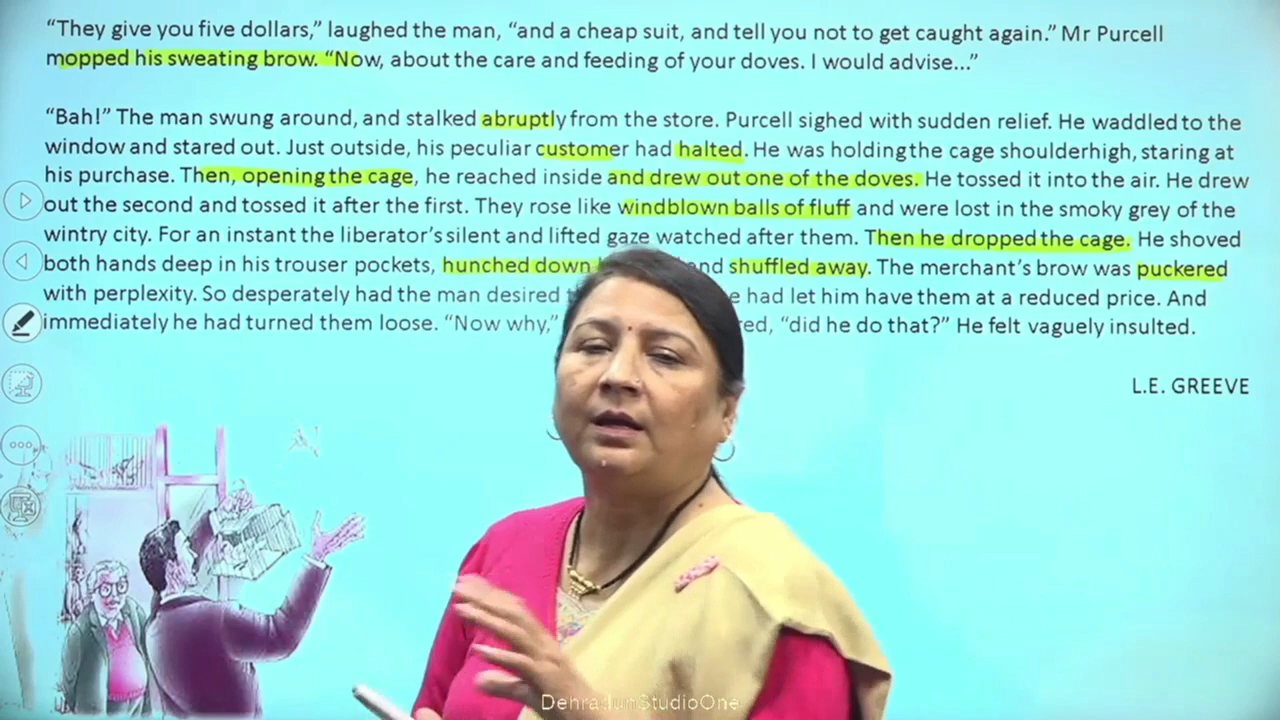 “They give you five dollars,” laughed the man, “and a cheap suit, and tell you not to get caught again.” Mr Purcell
mopped his sweating brow. “Now, about the care and feeding of your doves. I would advise...”
“Bah!” The man swung around, and stalked abruptly from the store. Purcell sighed with sudden relief. He waddled to the
window and stared out. Just outside, his peculiar customer had halted. He was holding the cage shoulderhigh, staring at
his purchase. Then, opening the cage, he reached inside and drew out one of the doves. He tossed it into the air. He drew
out the second and tossed it after the first. They rose like windblown balls of fluff and were lost in the smoky grey of the
wintry city. For an instant the liberator’s silent and lifted gaze watched after them. Then he dropped the cage. He shoved
both hands deep in his trouser pockets, hunched down and shuffled away. The merchant’s brow was puckered
with perplexity. So desperately had the man desired had let him have them at a reduced price. And
immediately he had turned them loose. “Now why,” “did he do that?” He felt vaguely insulted.
L.E. GREEVE
DehradunStudioOne